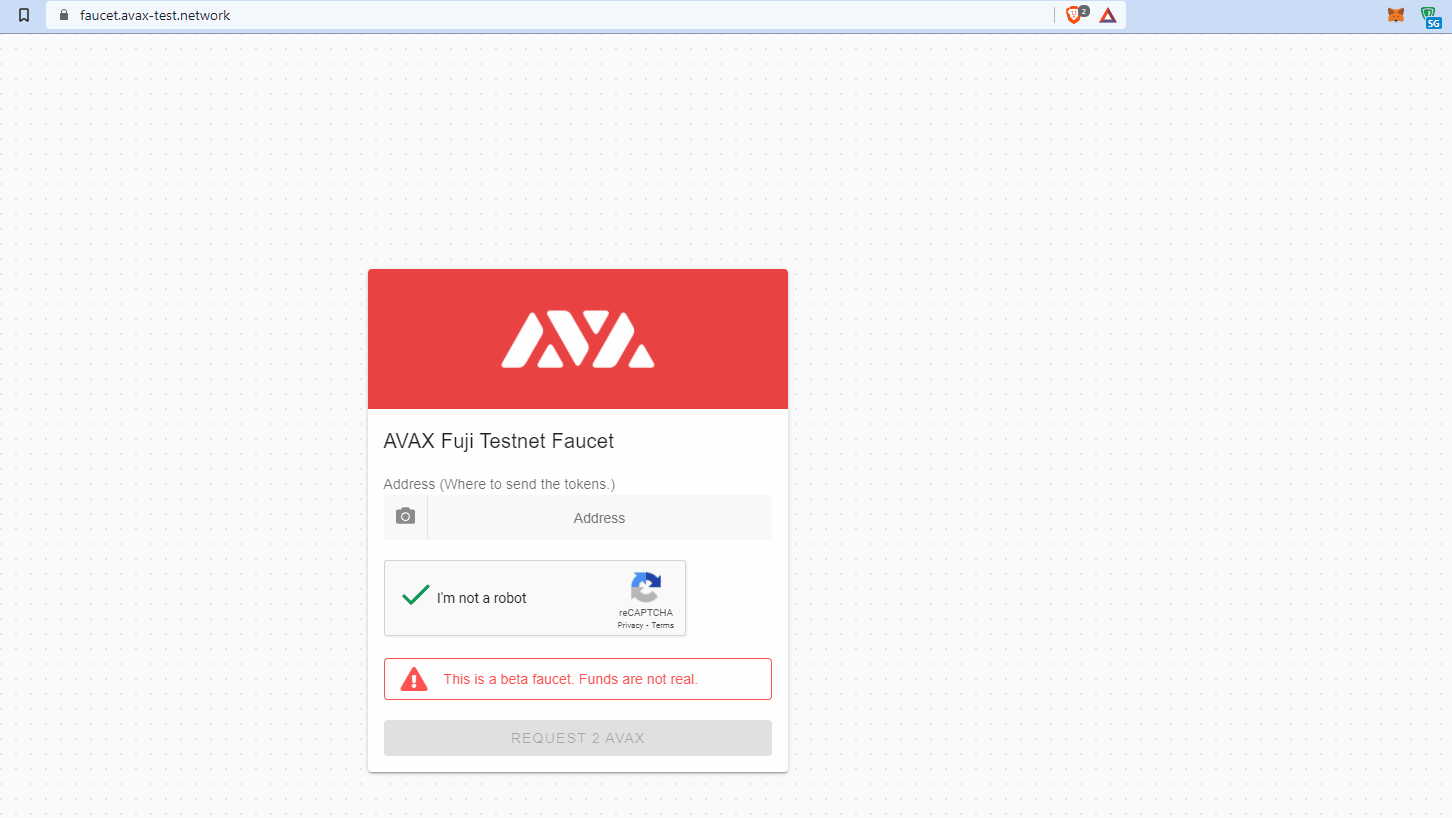 faucet.avax-test.network
2
SG
AVA
AVAX Fuji Testnet Faucet
Address (Where to send the tokens.)
Address
I'm not a robot
reCAPTCHA
Privacy - Terms
This is a beta faucet. Funds are not real.
REQUEST 2 AVAX